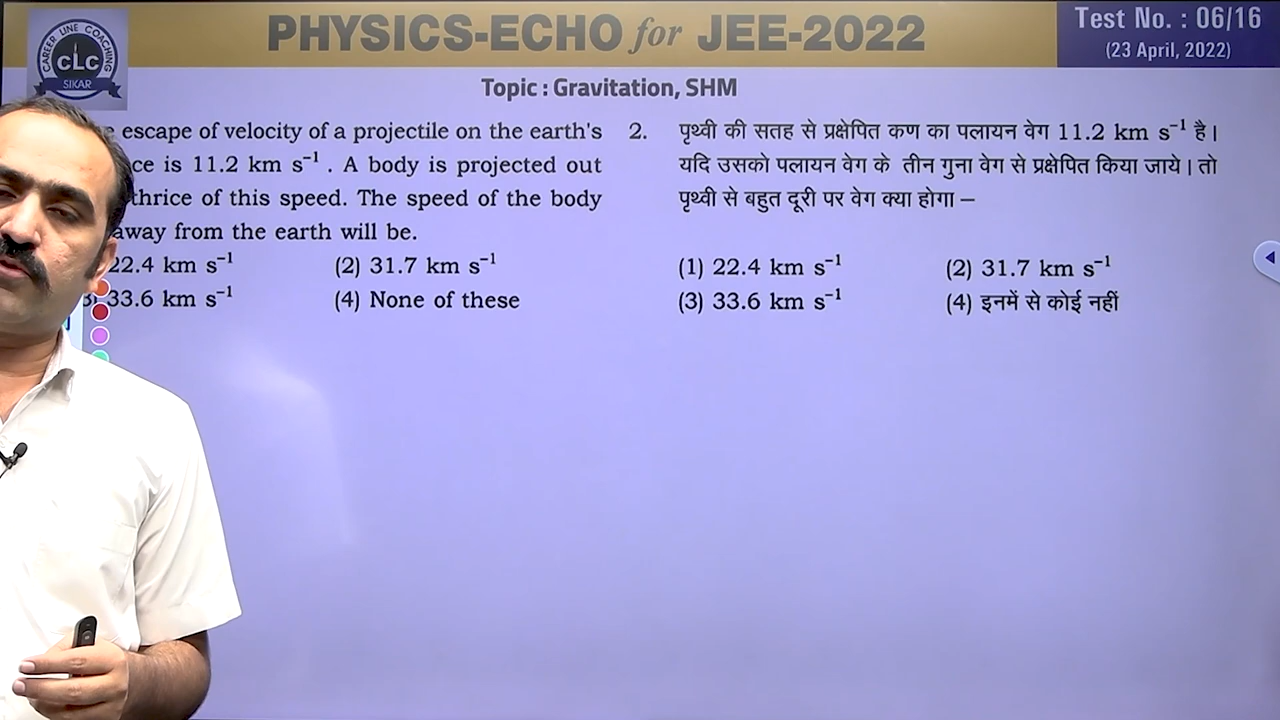 CAREER LINE COACHING
CLC
SIKAR
PHYSICS-ECHO for JEE-2022
Test No. : 06/16
(23 April, 2022)
Topic : Gravitation, SHM
escape of velocity of a projectile on the earth's
is 11.2 km s⁻¹ . A body is projected out
thrice of this speed. The speed of the body
away from the earth will be.
22.4 km s⁻¹ (2) 31.7 km s⁻¹
33.6 km s⁻¹ (4) None of these
2. पृथ्वी की सतह से प्रक्षेपित कण का पलायन वेग 11.2 km s⁻¹ है।
यदि उसको पलायन वेग के तीन गुना वेग से प्रक्षेपित किया जाये। तो
पृथ्वी से बहुत दूरी पर वेग क्या होगा –
(1) 22.4 km s⁻¹ (2) 31.7 km s⁻¹
(3) 33.6 km s⁻¹ (4) इनमें से कोई नहीं